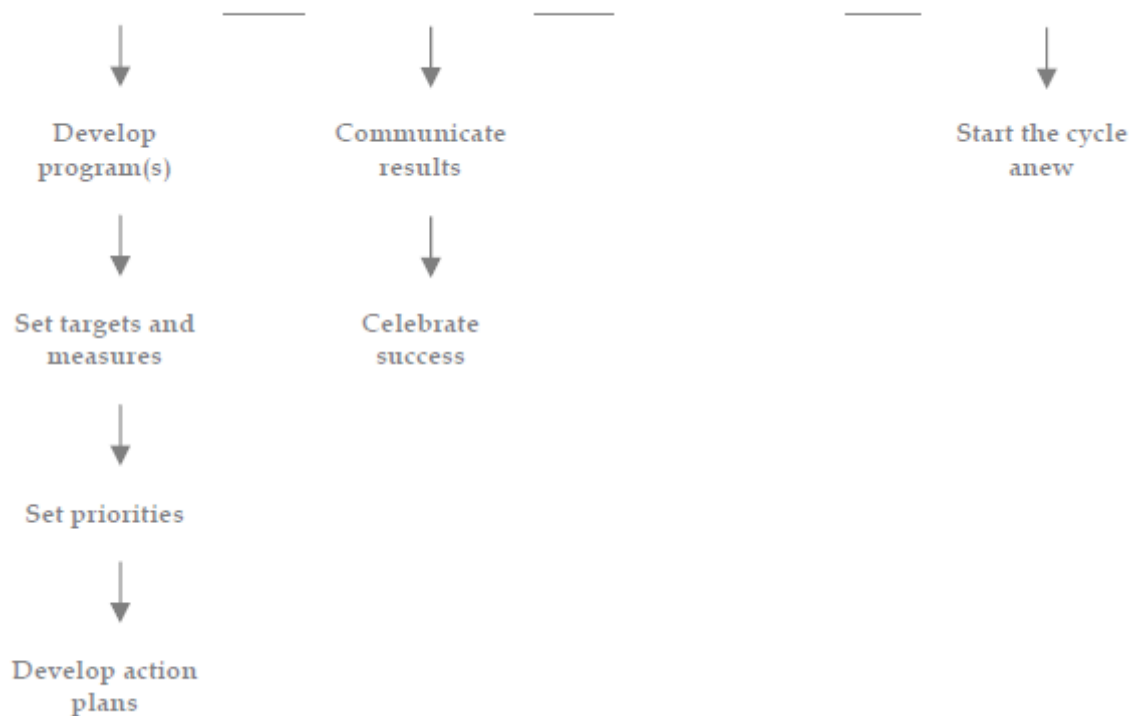 Develop
program(s)
Communicate
results
Start the cycle
anew
Set targets and
measures
Celebrate
success
Set priorities
Develop action
plans